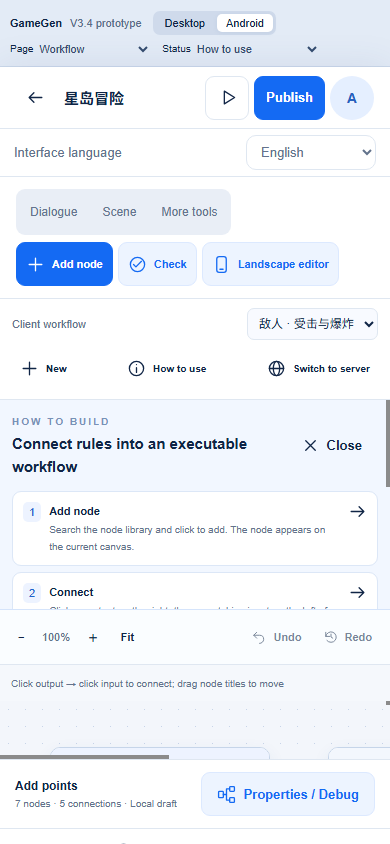 GameGen V3.4 prototype Desktop Android
Page Workflow Status How to use
星岛冒险 Publish A
Interface language English
Dialogue Scene More tools
Add node Check Landscape editor
Client workflow 敌人 · 受击与爆炸
New How to use Switch to server
HOW TO BUILD
Connect rules into an executable
workflow
Close
1 Add node
Search the node library and click to add. The node appears on
the current canvas.
2 Connect
− 100% + Fit Undo Redo
Click output → click input to connect; drag node titles to move
Add points
7 nodes · 5 connections · Local draft
Properties / Debug